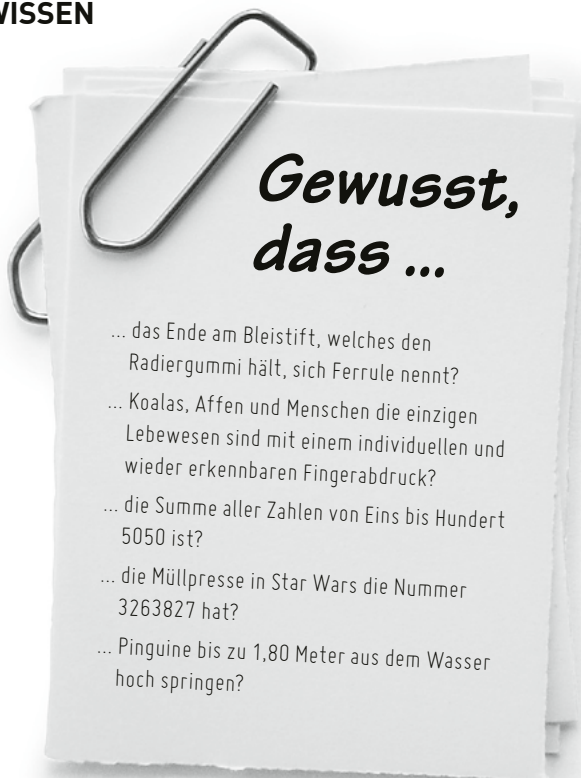 WISSEN
Gewusst,
dass ...
... das Ende am Bleistift, welches den
Radiergummi hält, sich Ferrule nennt?
... Koalas, Affen und Menschen die einzigen
Lebewesen sind mit einem individuellen und
wieder erkennbaren Fingerabdruck?
... die Summe aller Zahlen von Eins bis Hundert
5050 ist?
... die Müllpresse in Star Wars die Nummer
3263827 hat?
... Pinguine bis zu 1,80 Meter aus dem Wasser
hoch springen?